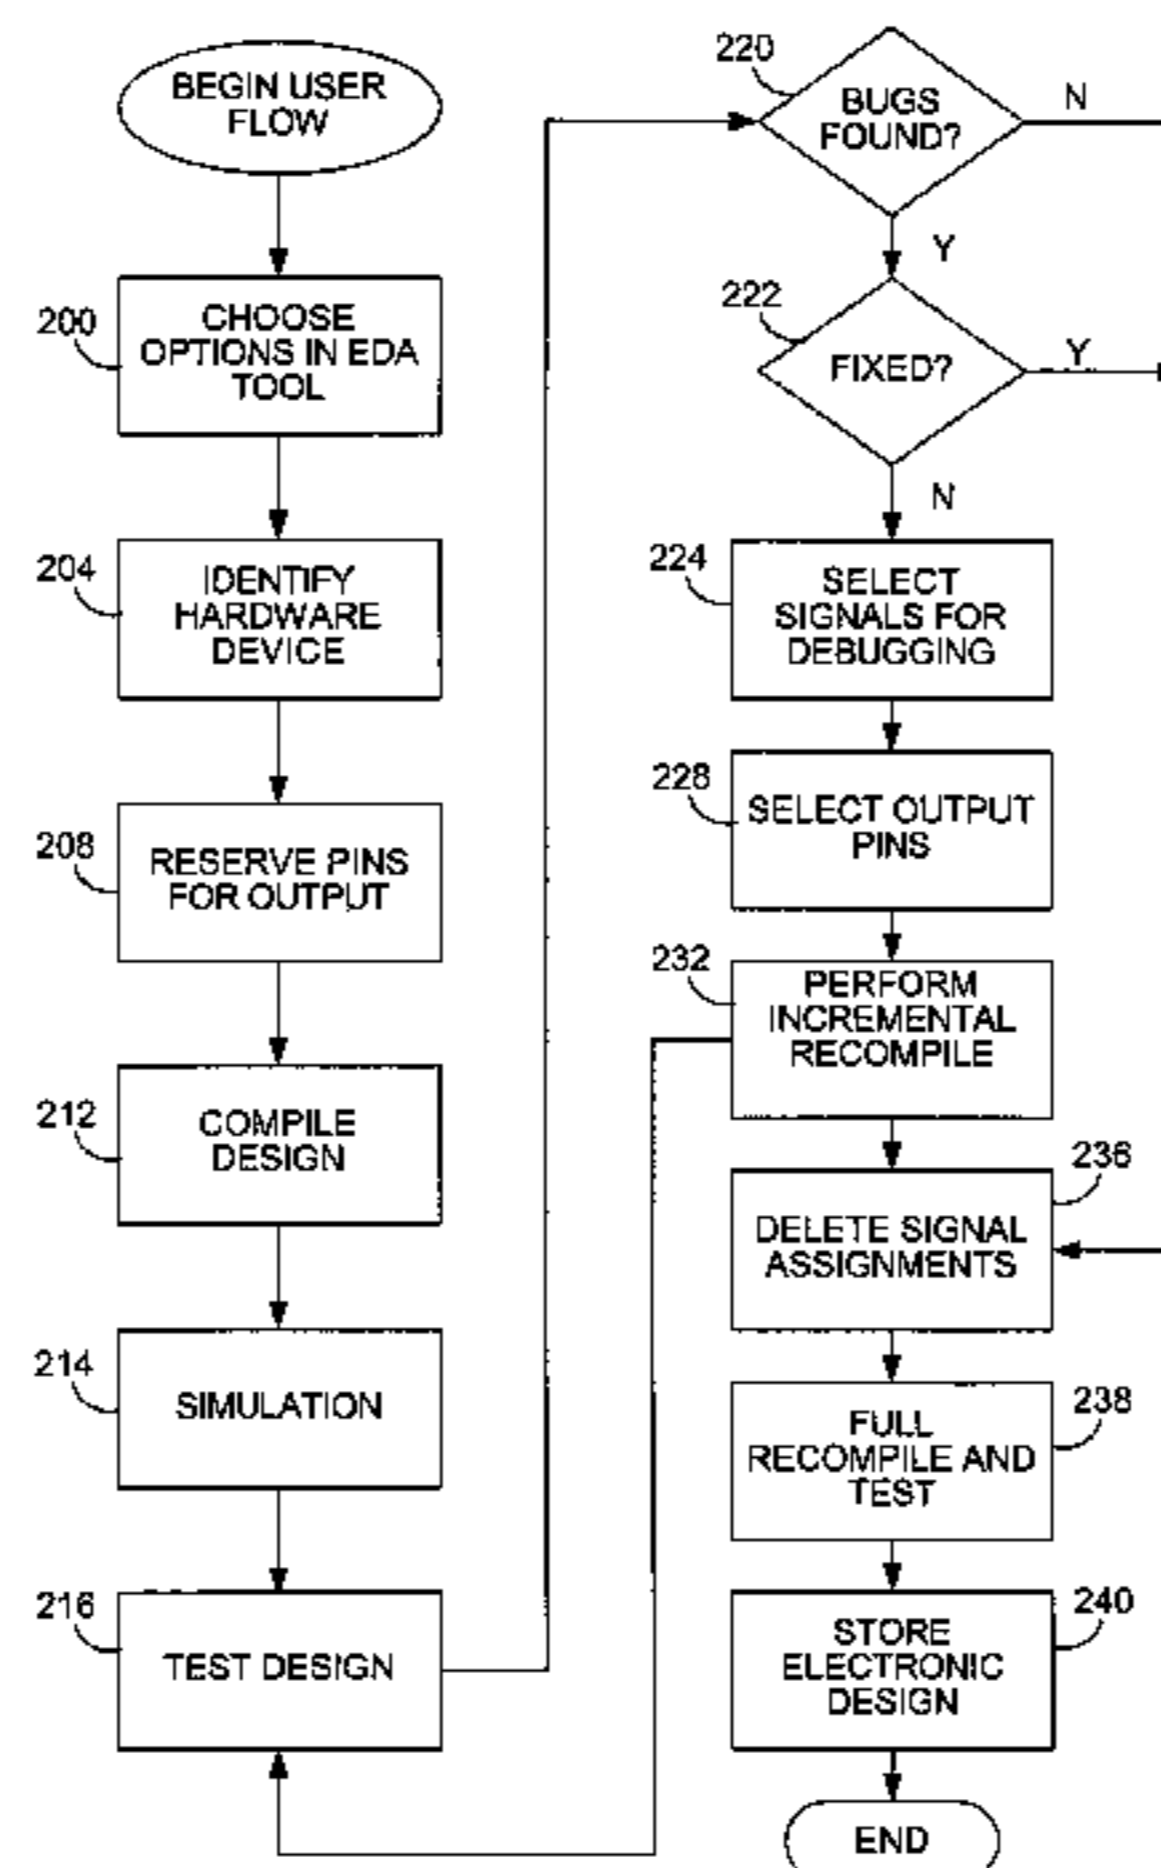 BEGIN USER
FLOW
200
CHOOSE
OPTIONS IN EDA
TOOL
204
IDENTIFY
HARDWARE
DEVICE
208
RESERVE PINS
FOR OUTPUT
212
COMPILE
DESIGN
214
SIMULATION
216
TEST DESIGN
220
BUGS
FOUND?
N
Y
222
FIXED?
Y
N
224
SELECT
SIGNALS FOR
DEBUGGING
228
SELECT OUTPUT
PINS
232
PERFORM
INCREMENTAL
RECOMPILE
236
DELETE SIGNAL
ASSIGNMENTS
238
FULL
RECOMPILE AND
TEST
240
STORE
ELECTRONIC
DESIGN
END